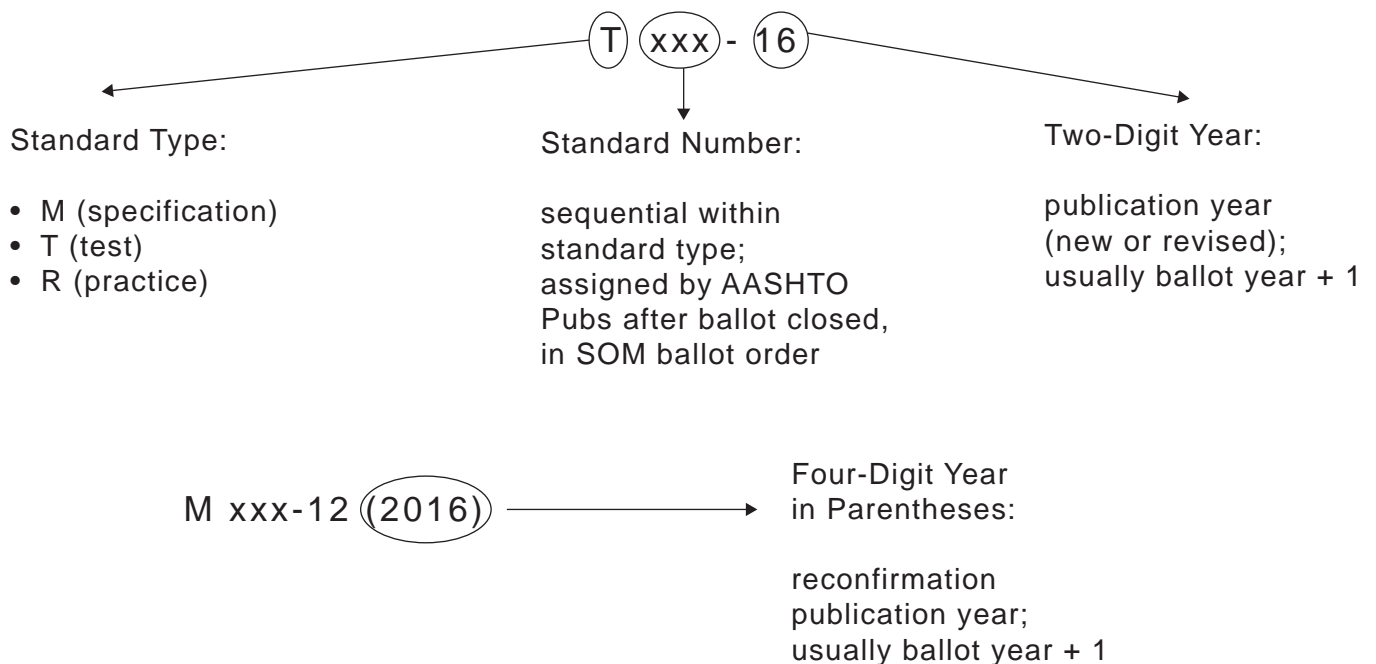 T xxx - 16
Standard Type:
• M (specification)
• T (test)
• R (practice)
Standard Number:
sequential within
standard type;
assigned by AASHTO
Pubs after ballot closed,
in SOM ballot order
Two-Digit Year:
publication year
(new or revised);
usually ballot year + 1
M xxx-12 (2016)
Four-Digit Year
in Parentheses:
reconfirmation
publication year;
usually ballot year + 1